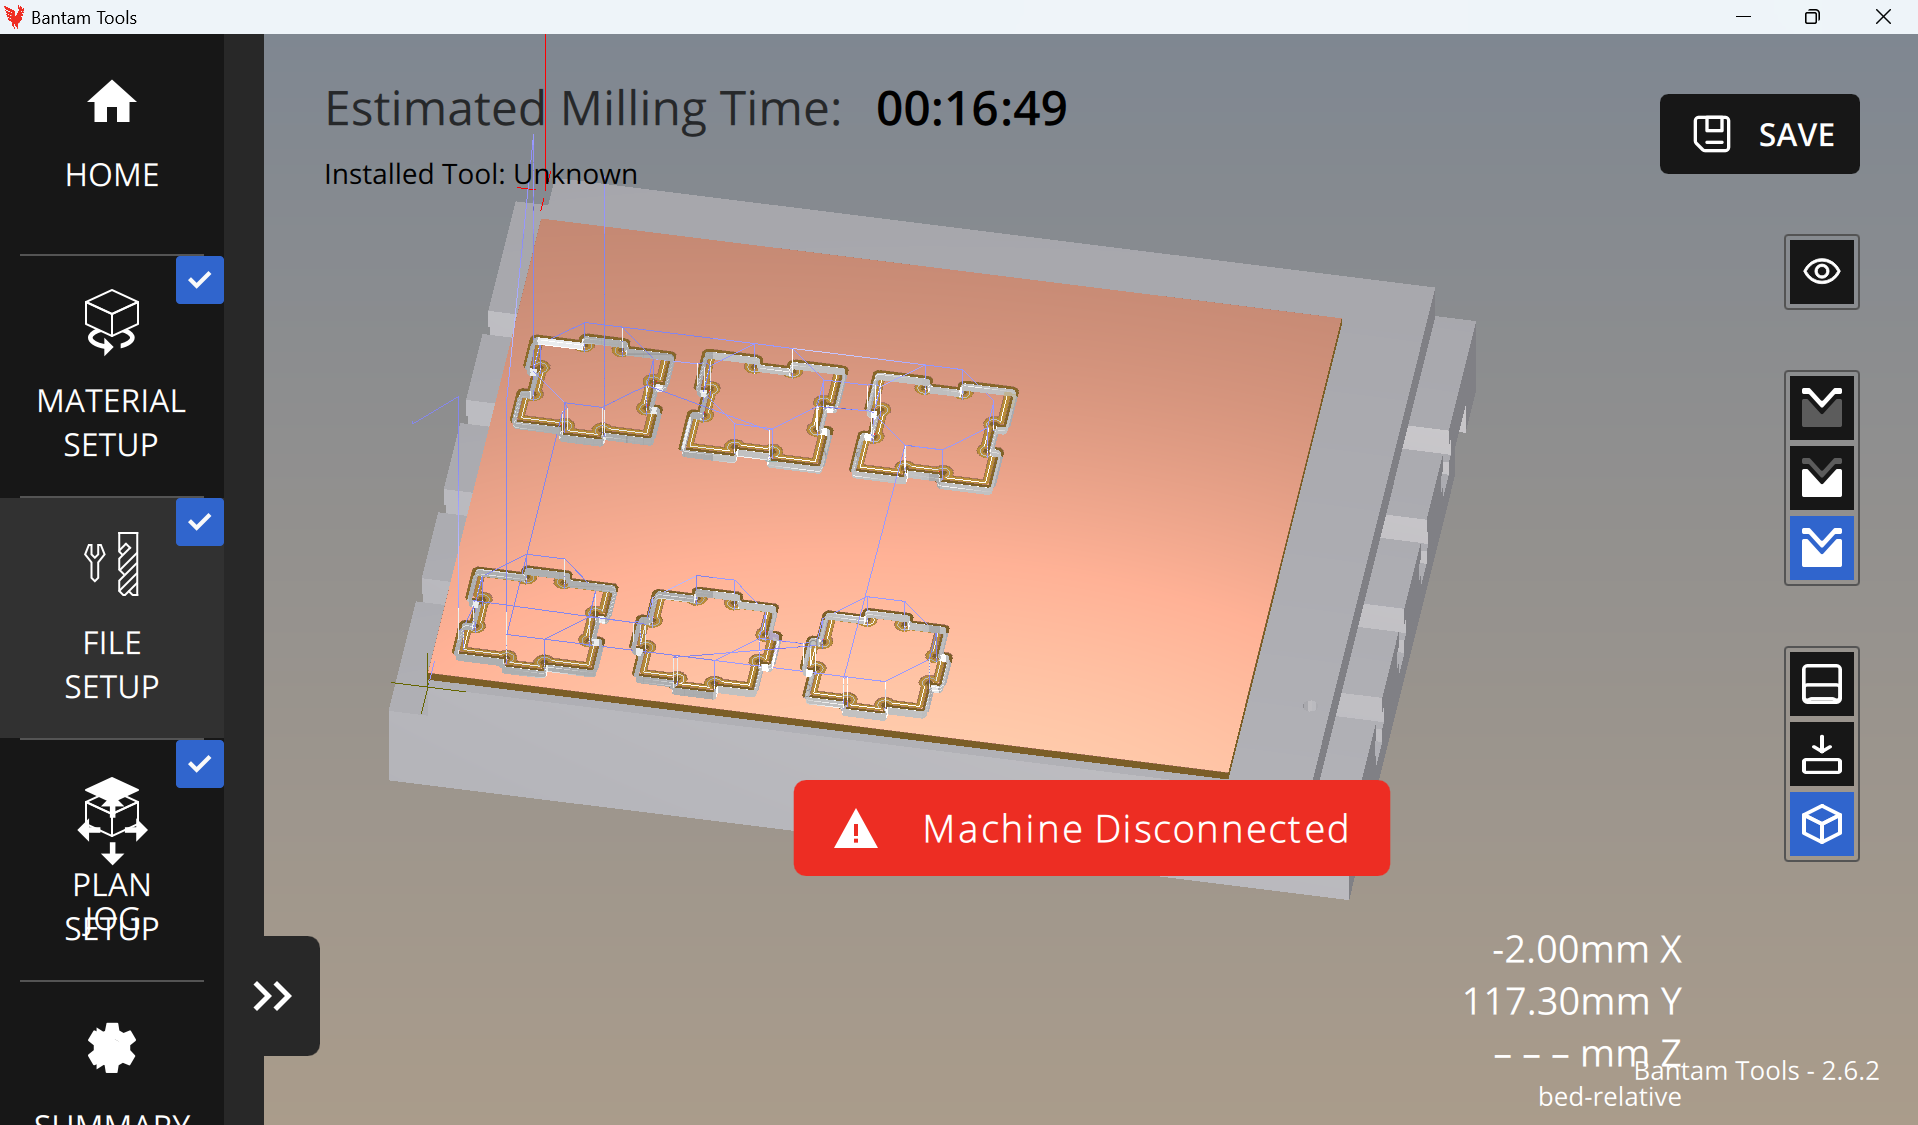 Bantam Tools
HOME
MATERIAL
SETUP
FILE
SETUP
PLAN
JOG
SETUP
SUMMARY
Estimated Milling Time: 00:16:49
Installed Tool: Unknown
SAVE
Machine Disconnected
-2.00mm X
117.30mm Y
– – – mm Z
Bantam Tools - 2.6.2
bed-relative